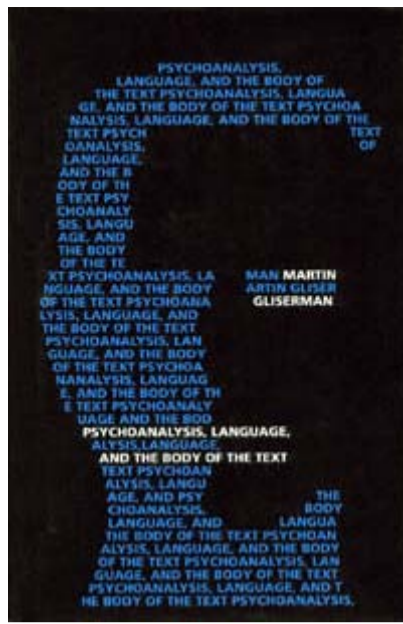 PSYCHOANALYSIS,
LANGUAGE, AND THE BODY OF
THE TEXT PSYCHOANALYSIS, LANGUA
GE, AND THE BODY OF THE TEXT PSYCHOA
NALYSIS, LANGUAGE, AND THE BODY OF THE
TEXT PSYCH TEXT
OANALYSIS, OF
LANGUAGE,
AND THE B
ODY OF TH
E TEXT PSY
CHOANALY
SIS, LANGU
AGE, AND
THE BODY
OF THE TE
XT PSYCHOANALYSIS, LA MAN MARTIN
NGUAGE, AND THE BODY ARTIN GLISER
OF THE TEXT PSYCHOANA GLISERMAN
LYSIS, LANGUAGE, AND
THE BODY OF THE TEXT
PSYCHOANALYSIS, LAN
GUAGE, AND THE BODY
OF THE TEXT PSYCHOA
NANALYSIS, LANGUAG
E, AND THE BODY OF TH
E TEXT PSYCHOANALY
UAGE AND THE BOD
PSYCHOANALYSIS, LANGUAGE,
ALYSIS,LANGUAGE,
AND THE BODY OF THE TEXT
TEXT PSYCHOAN
ALYSIS, LANGU
AGE, AND PSY THE
CHOANALYSIS, BODY
LANGUAGE, AND LANGUA
THE BODY OF THE TEXT PSYCHOAN
ALYSIS, LANGUAGE, AND THE BODY
OF THE TEXT PSYCHOANALYSIS, LAN
GUAGE, AND THE BODY OF THE TEXT
PSYCHOANALYSIS, LANGUAGE, AND T
HE BODY OF THE TEXT PSYCHOANALYSIS,